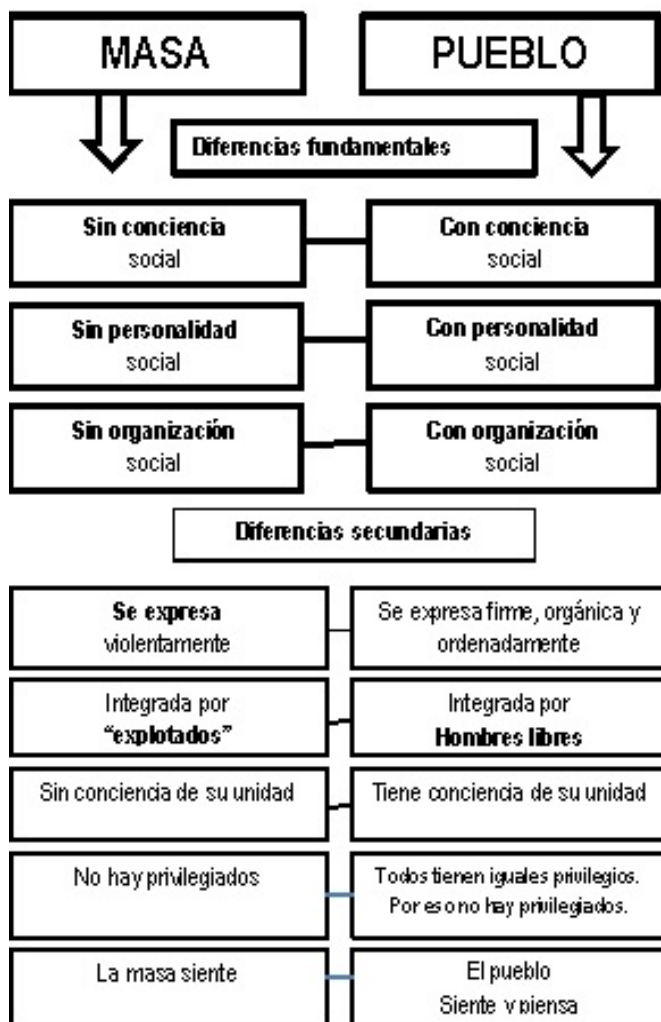 MASA
PUEBLO
Diferencias fundamentales
Sin conciencia
social
Con conciencia
social
Sin personalidad
social
Con personalidad
social
Sin organización
social
Con organización
social
Diferencias secundarias
Se expresa
violentamente
Se expresa firme, orgánica y
ordenadamente
Integrada por
“explotados”
Integrada por
Hombres libres
Sin conciencia de su unidad
Tiene conciencia de su unidad
No hay privilegiados
Todos tienen iguales privilegios.
Por eso no hay privilegiados.
La masa siente
El pueblo
Siente y piensa